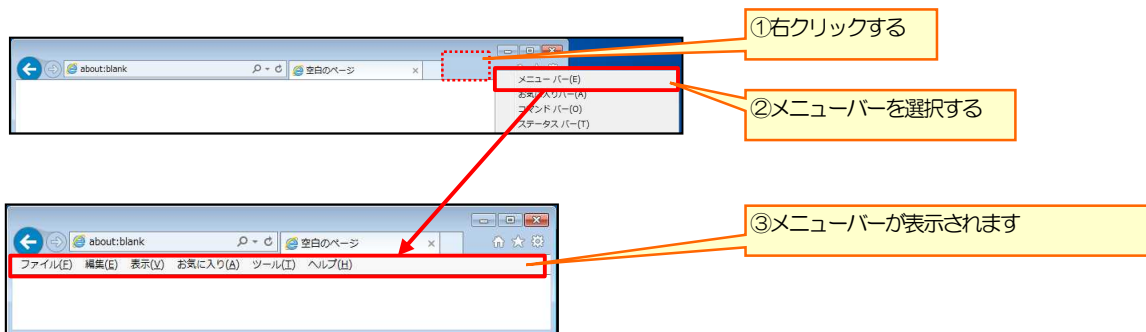 ①右クリックする
about:blank
空白のページ
メニュー バー(E)
お気に入りバー(A)
コマンド バー(O)
ステータス バー(T)
②メニューバーを選択する
③メニューバーが表示されます
about:blank
空白のページ
ファイル(F) 編集(E) 表示(V) お気に入り(A) ツール(T) ヘルプ(H)